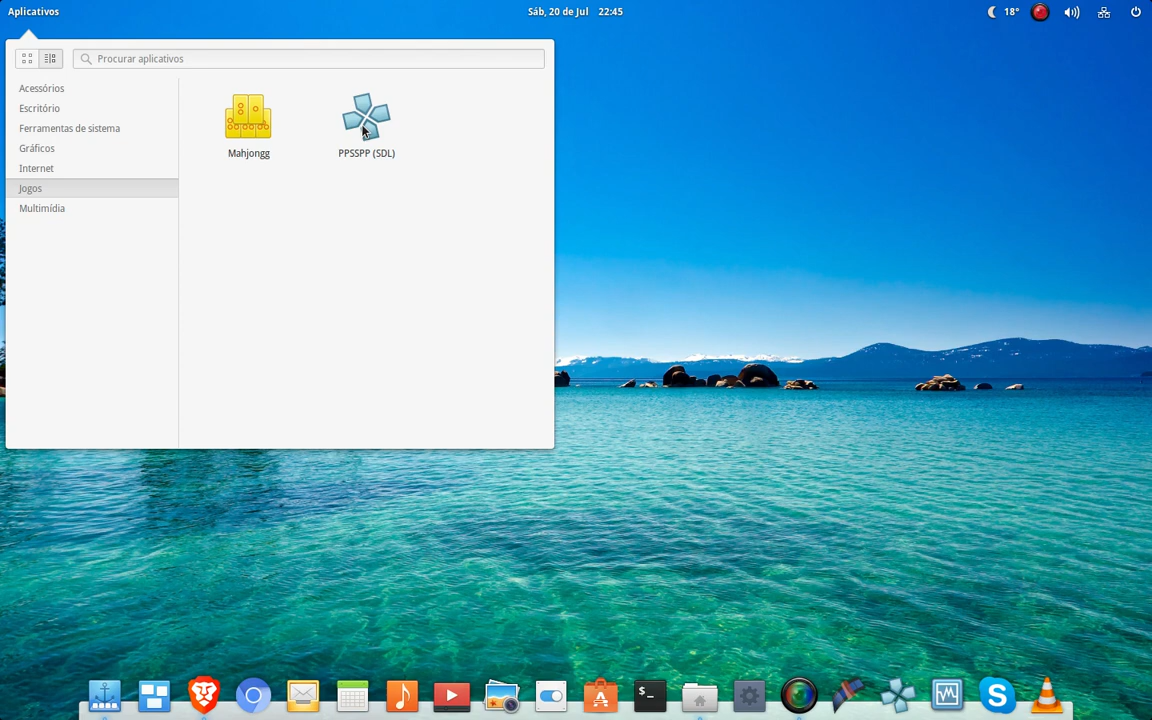 Aplicativos
Sáb, 20 de Jul 22:45
18°
Procurar aplicativos
Acessórios
Escritório
Ferramentas de sistema
Gráficos
Internet
Jogos
Multimídia
Mahjongg
PPSSPP (SDL)
$_